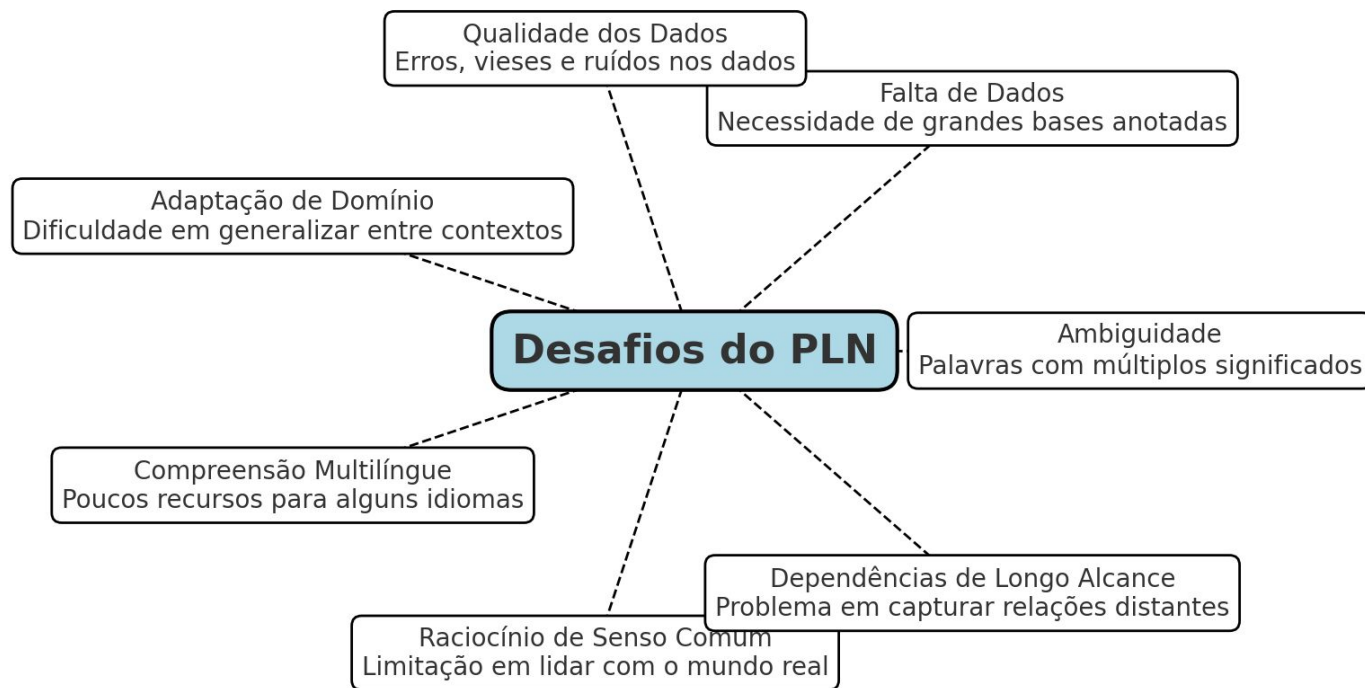 Qualidade dos Dados
Erros, vieses e ruídos nos dados
Falta de Dados
Necessidade de grandes bases anotadas
Adaptação de Domínio
Dificuldade em generalizar entre contextos
Desafios do PLN
Ambiguidade
Palavras com múltiplos significados
Compreensão Multilíngue
Poucos recursos para alguns idiomas
Dependências de Longo Alcance
Problema em capturar relações distantes
Raciocínio de Senso Comum
Limitação em lidar com o mundo real